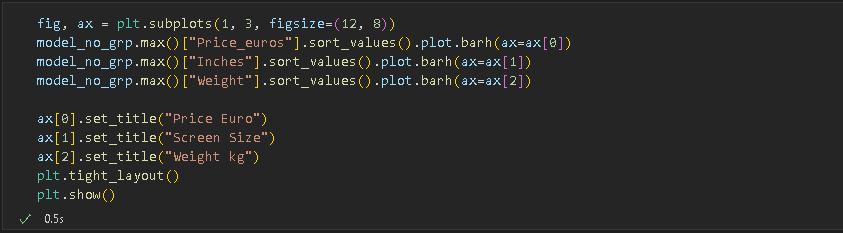 fig, ax = plt.subplots(1, 3, figsize=(12, 8))
model_no_grp.max()["Price_euros"].sort_values().plot.barh(ax=ax[0])
model_no_grp.max()["Inches"].sort_values().plot.barh(ax=ax[1])
model_no_grp.max()["Weight"].sort_values().plot.barh(ax=ax[2])
ax[0].set_title("Price Euro")
ax[1].set_title("Screen Size")
ax[2].set_title("Weight kg")
plt.tight_layout()
plt.show()
0.5s